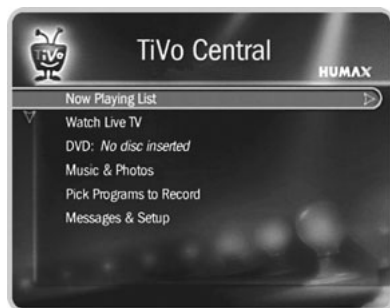 TiVo
TiVo Central
HUMAX
Now Playing List
Watch Live TV
DVD: No disc inserted
Music & Photos
Pick Programs to Record
Messages & Setup